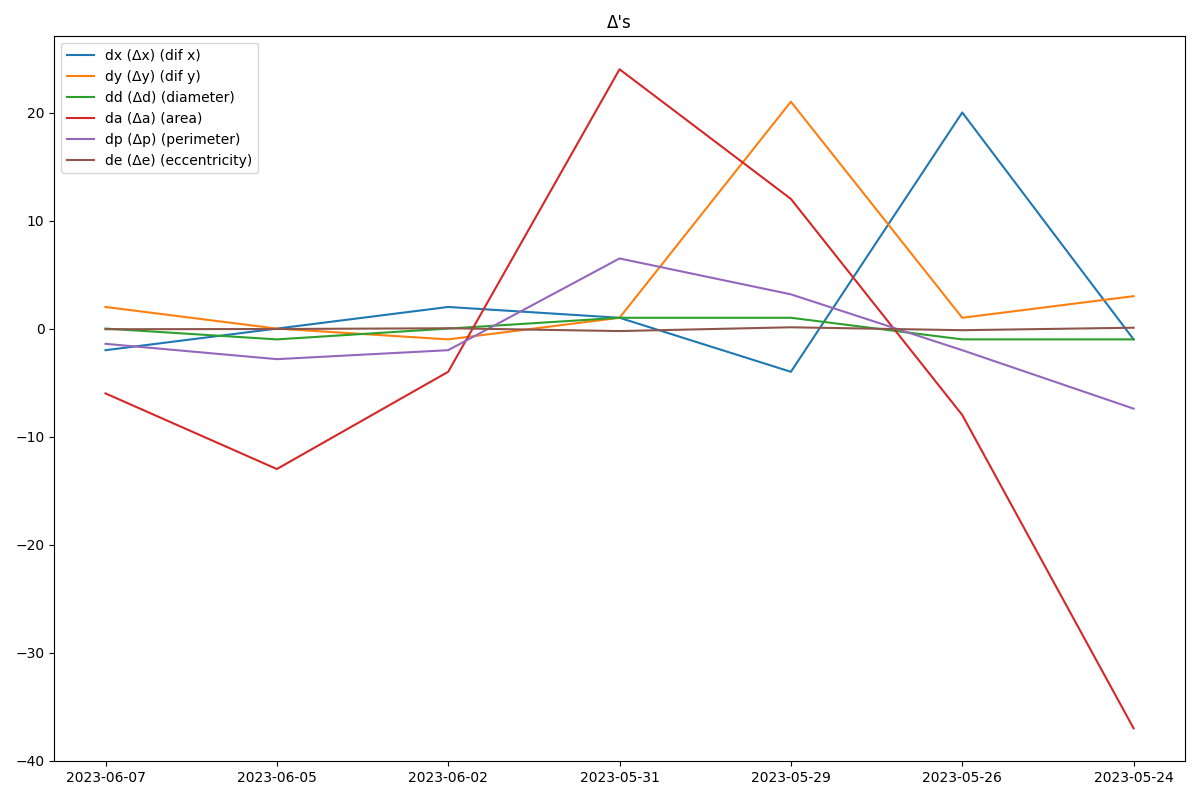 Δ's
dx (Δx) (dif x)
dy (Δy) (dif y)
dd (Δd) (diameter)
da (Δa) (area)
dp (Δp) (perimeter)
de (Δe) (eccentricity)
20
10
0
−10
−20
−30
−40
2023-06-07 2023-06-05 2023-06-02 2023-05-31 2023-05-29 2023-05-26 2023-05-24